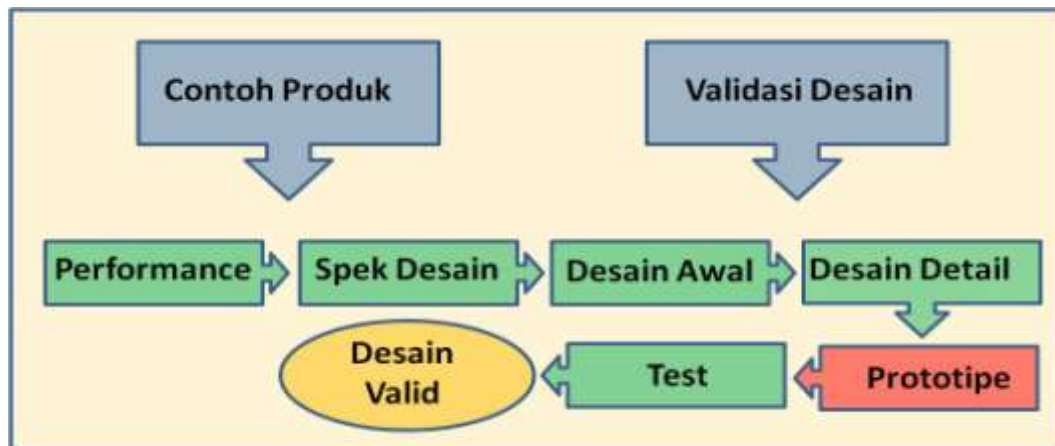 Contoh Produk
Validasi Desain
Performance
Spek Desain
Desain Awal
Desain Detail
Desain
Valid
Test
Prototipe